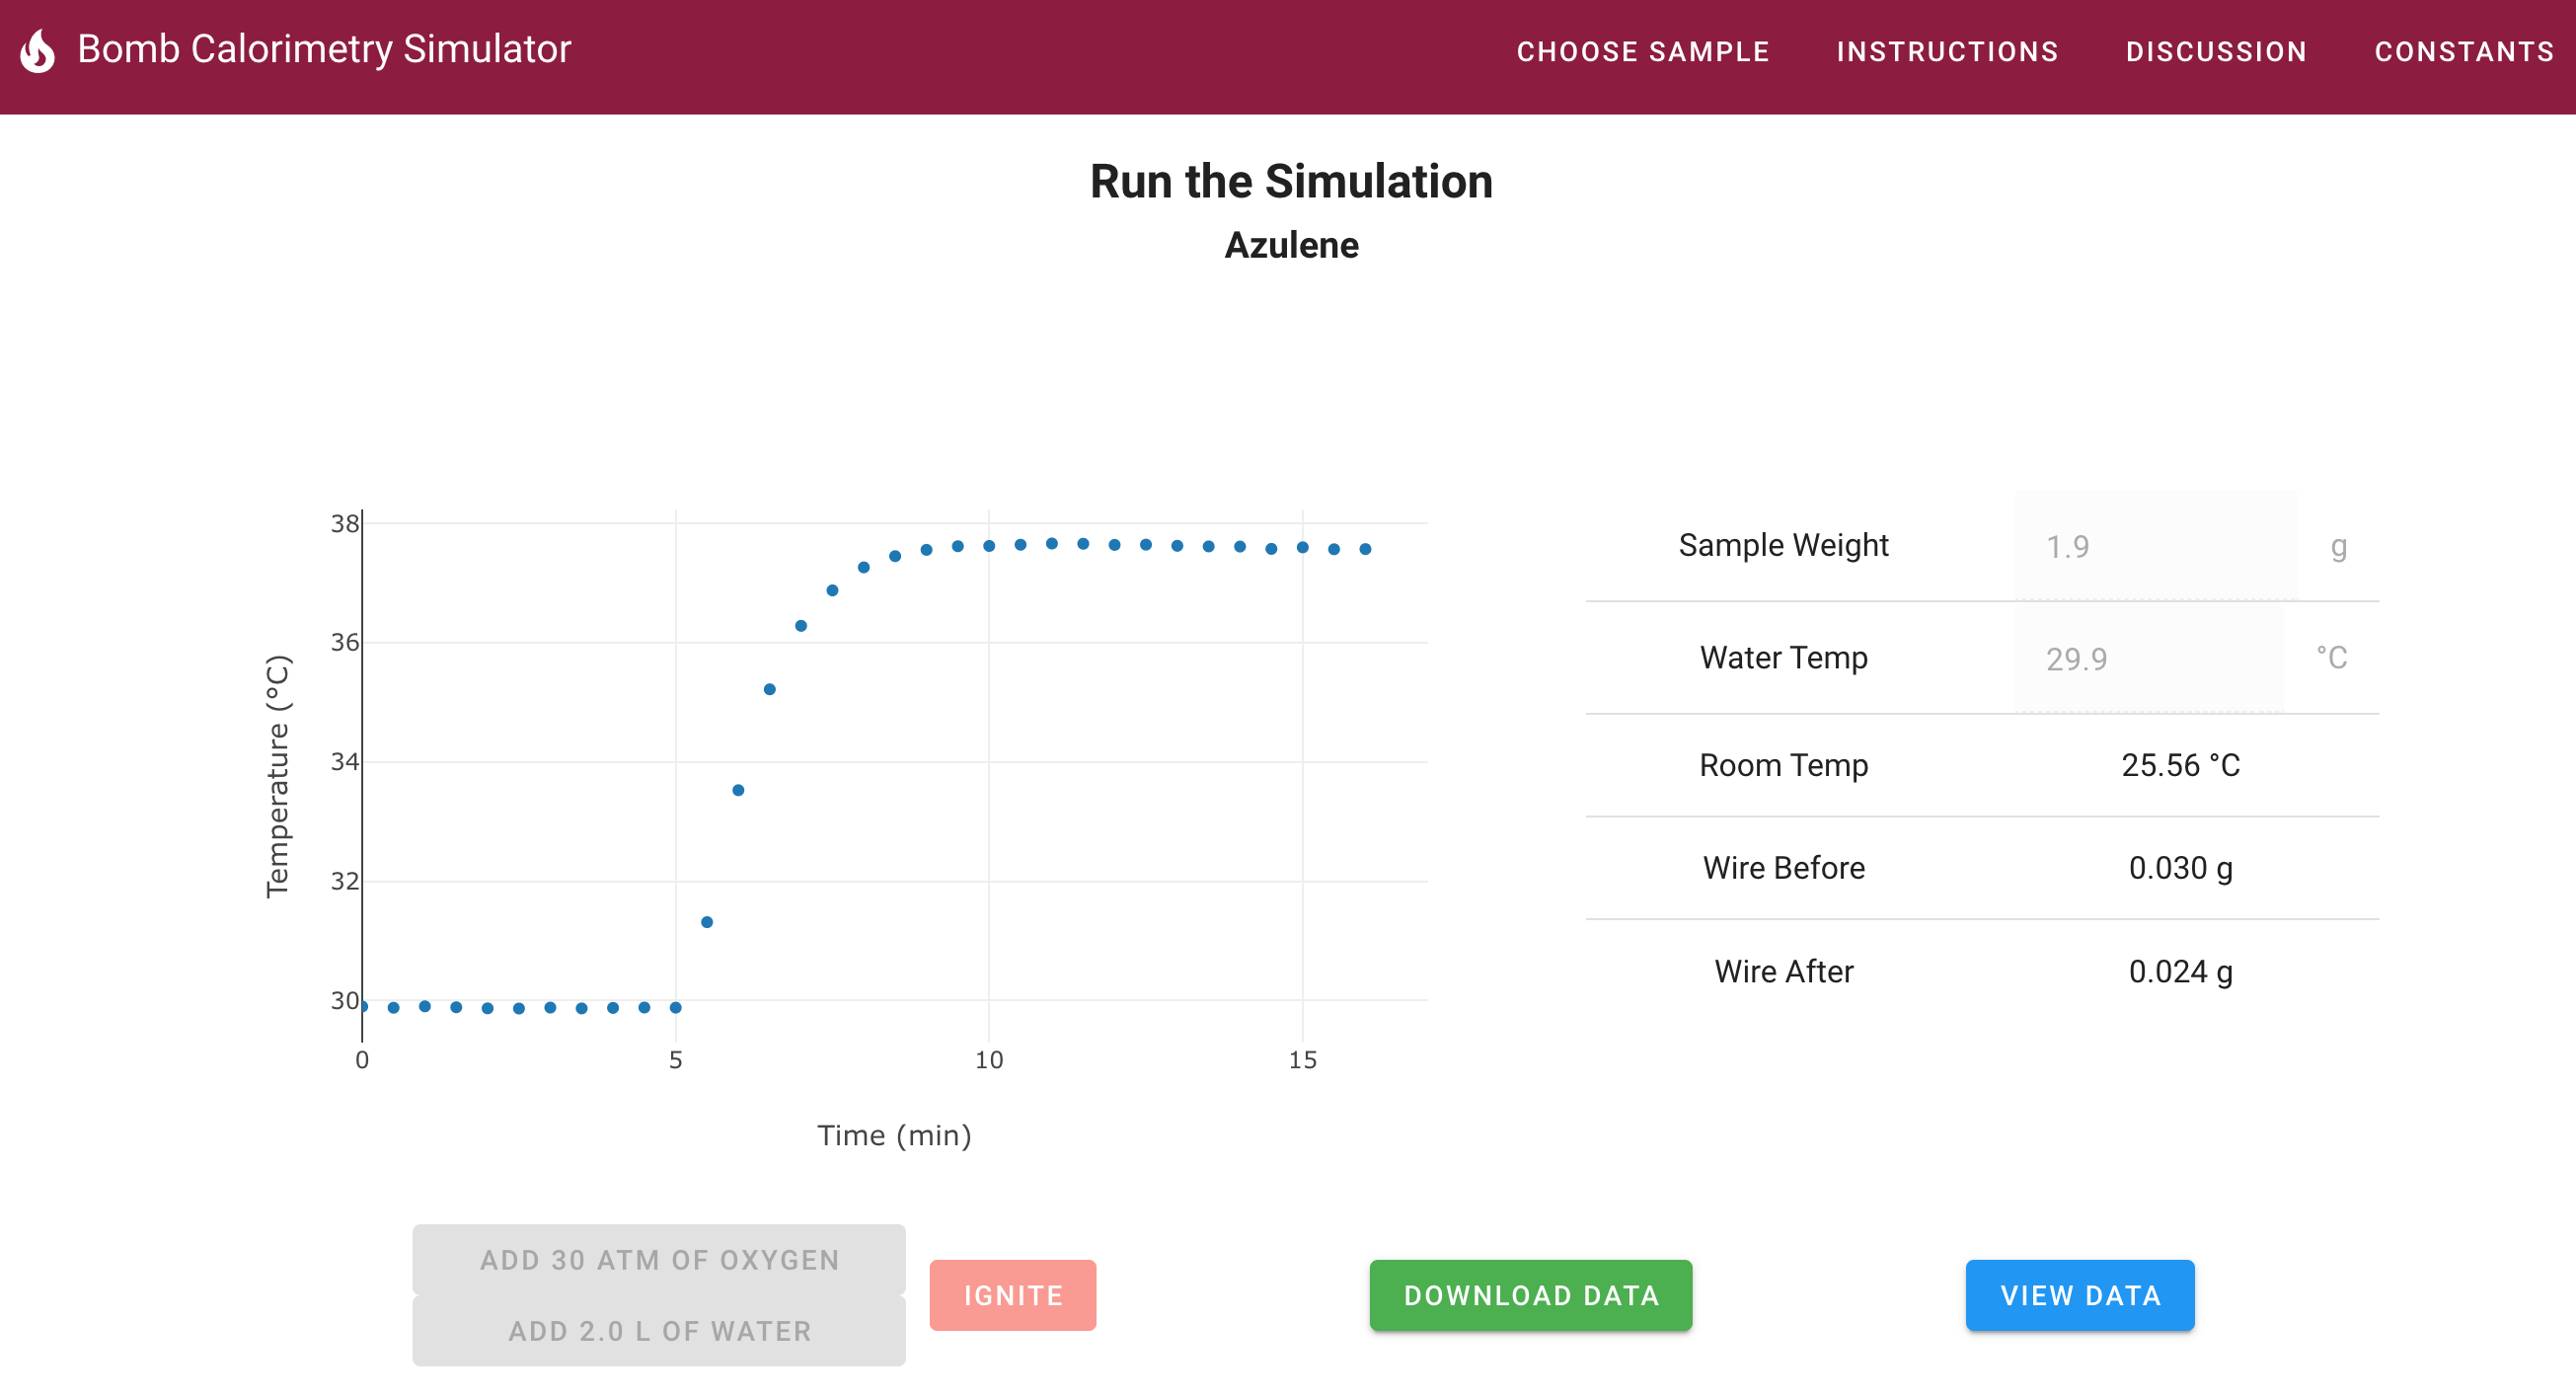 Bomb Calorimetry Simulator
CHOOSE SAMPLE
INSTRUCTIONS
DISCUSSION
CONSTANTS
Run the Simulation
Azulene
Temperature (°C)
38
36
34
32
30
0
5
10
15
Time (min)
Sample Weight 1.9 g
Water Temp 29.9 °C
Room Temp 25.56 °C
Wire Before 0.030 g
Wire After 0.024 g
ADD 30 ATM OF OXYGEN
ADD 2.0 L OF WATER
IGNITE
DOWNLOAD DATA
VIEW DATA